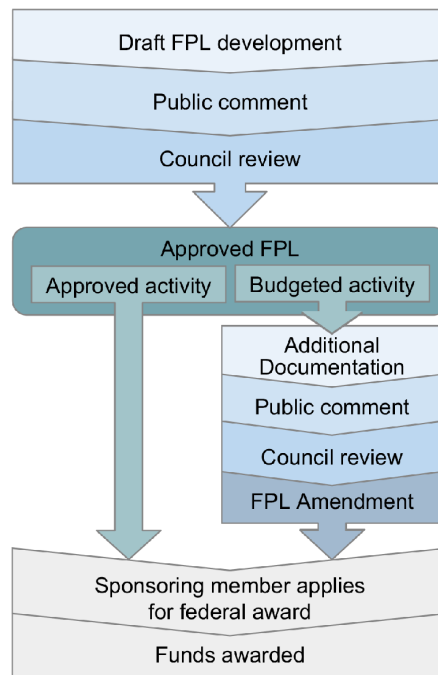 Draft FPL development
Public comment
Council review
Approved FPL
Approved activity
Budgeted activity
Additional
Documentation
Public comment
Council review
FPL Amendment
Sponsoring member applies
for federal award
Funds awarded